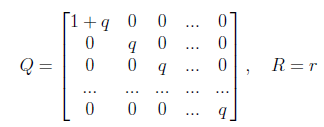 Q = [ 1 + q 0 0 ... 0
0 q 0 ... 0
0 0 q ... 0
... ... ... ... ...
0 0 0 ... q ] , R = r